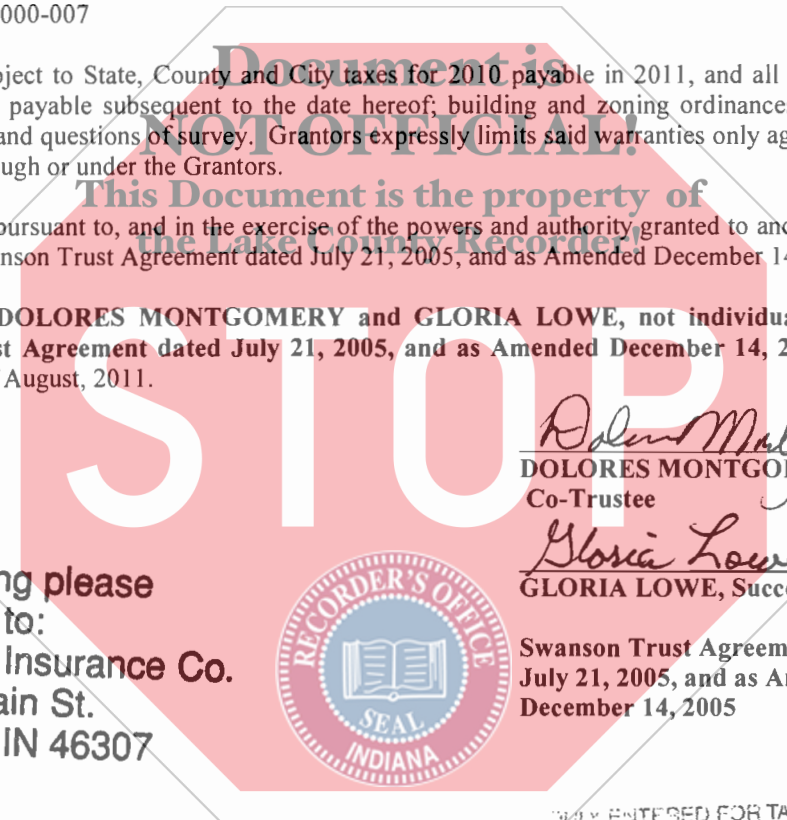 000-007
Document is
ject to State, County and City taxes for 2010 payable in 2011, and all
payable subsequent to the date hereof; building and zoning ordinance
and questions of survey. Grantors expressly limits said warranties only ag
NOT OFFICIAL!
ugh or under the Grantors.
This Document is the property of
the Lake County Recorder!
oursuant to, and in the exercise of the powers and authority granted to and
nson Trust Agreement dated July 21, 2005, and as Amended December 14
DOLORES MONTGOMERY and GLORIA LOWE, not individua
st Agreement dated July 21, 2005, and as Amended December 14, 2
August, 2011.
STOP
DOLORES MONTGO
Co-Trustee
Gloria Lowe
GLORIA LOWE, Succe
ng please
to:
Insurance Co.
ain St.
IN 46307
RECORDER'S OFFICE
SEAL
INDIANA
Swanson Trust Agreem
July 21, 2005, and as A
December 14, 2005
ENTERED FOR TA